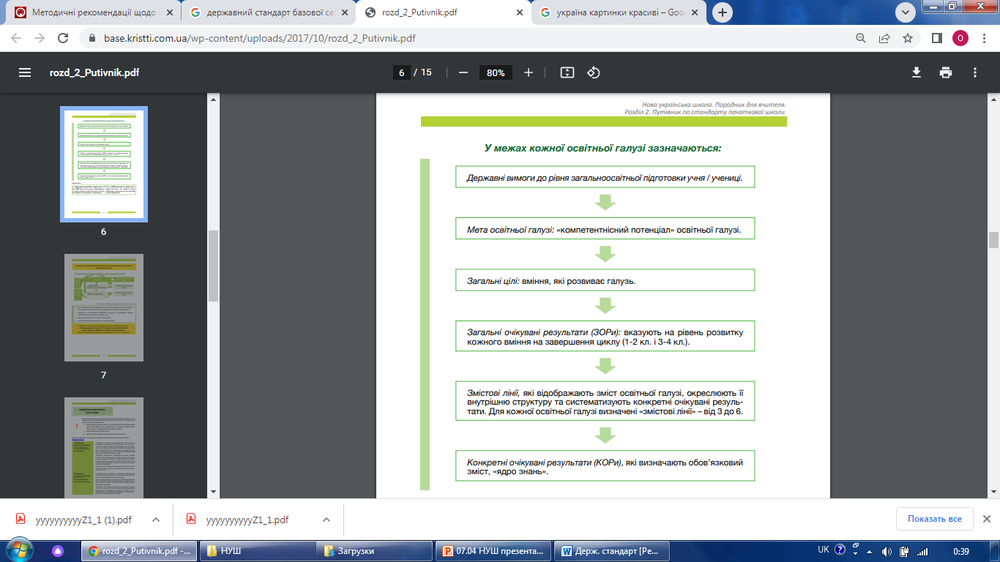 Методичні рекомендації щодо
державний стандарт базової се
rozd_2_Putivnik.pdf
україна картинки красиві – Goo
base.kristti.com.ua/wp-content/uploads/2017/10/rozd_2_Putivnik.pdf
O
rozd_2_Putivnik.pdf
6 / 15
80%
6
7
Нова українська школа. Порадник для вчителя.
Розділ 2. Путівник по стандарту початкової школи.
У межах кожної освітньої галузі зазначаються:
Державні вимоги до рівня загальноосвітньої підготовки учня / учениці.
Мета освітньої галузі: «компетентнісний потенціал» освітньої галузі.
Загальні цілі: вміння, які розвиває галузь.
Загальні очікувані результати (ЗОРи): вказують на рівень розвитку
кожного вміння на завершення циклу (1-2 кл. і 3-4 кл.).
Змістові лінії, які відображають зміст освітньої галузі, окреслюють її
внутрішню структуру та систематизують конкретні очікувані резуль-
тати. Для кожної освітньої галузі визначені «змістові лінії» – від 3 до 6.
Конкретні очікувані результати (КОРи), які визначають обов’язковий
зміст, «ядро знань».
yyyyyyyyyyZ1_1 (1).pdf
yyyyyyyyyyZ1_1.pdf
Показать все
rozd_2_Putivnik.pdf -...
НУШ
Загрузки
07.04 НУШ презента...
Держ. стандарт [Ре...
UK
0:39